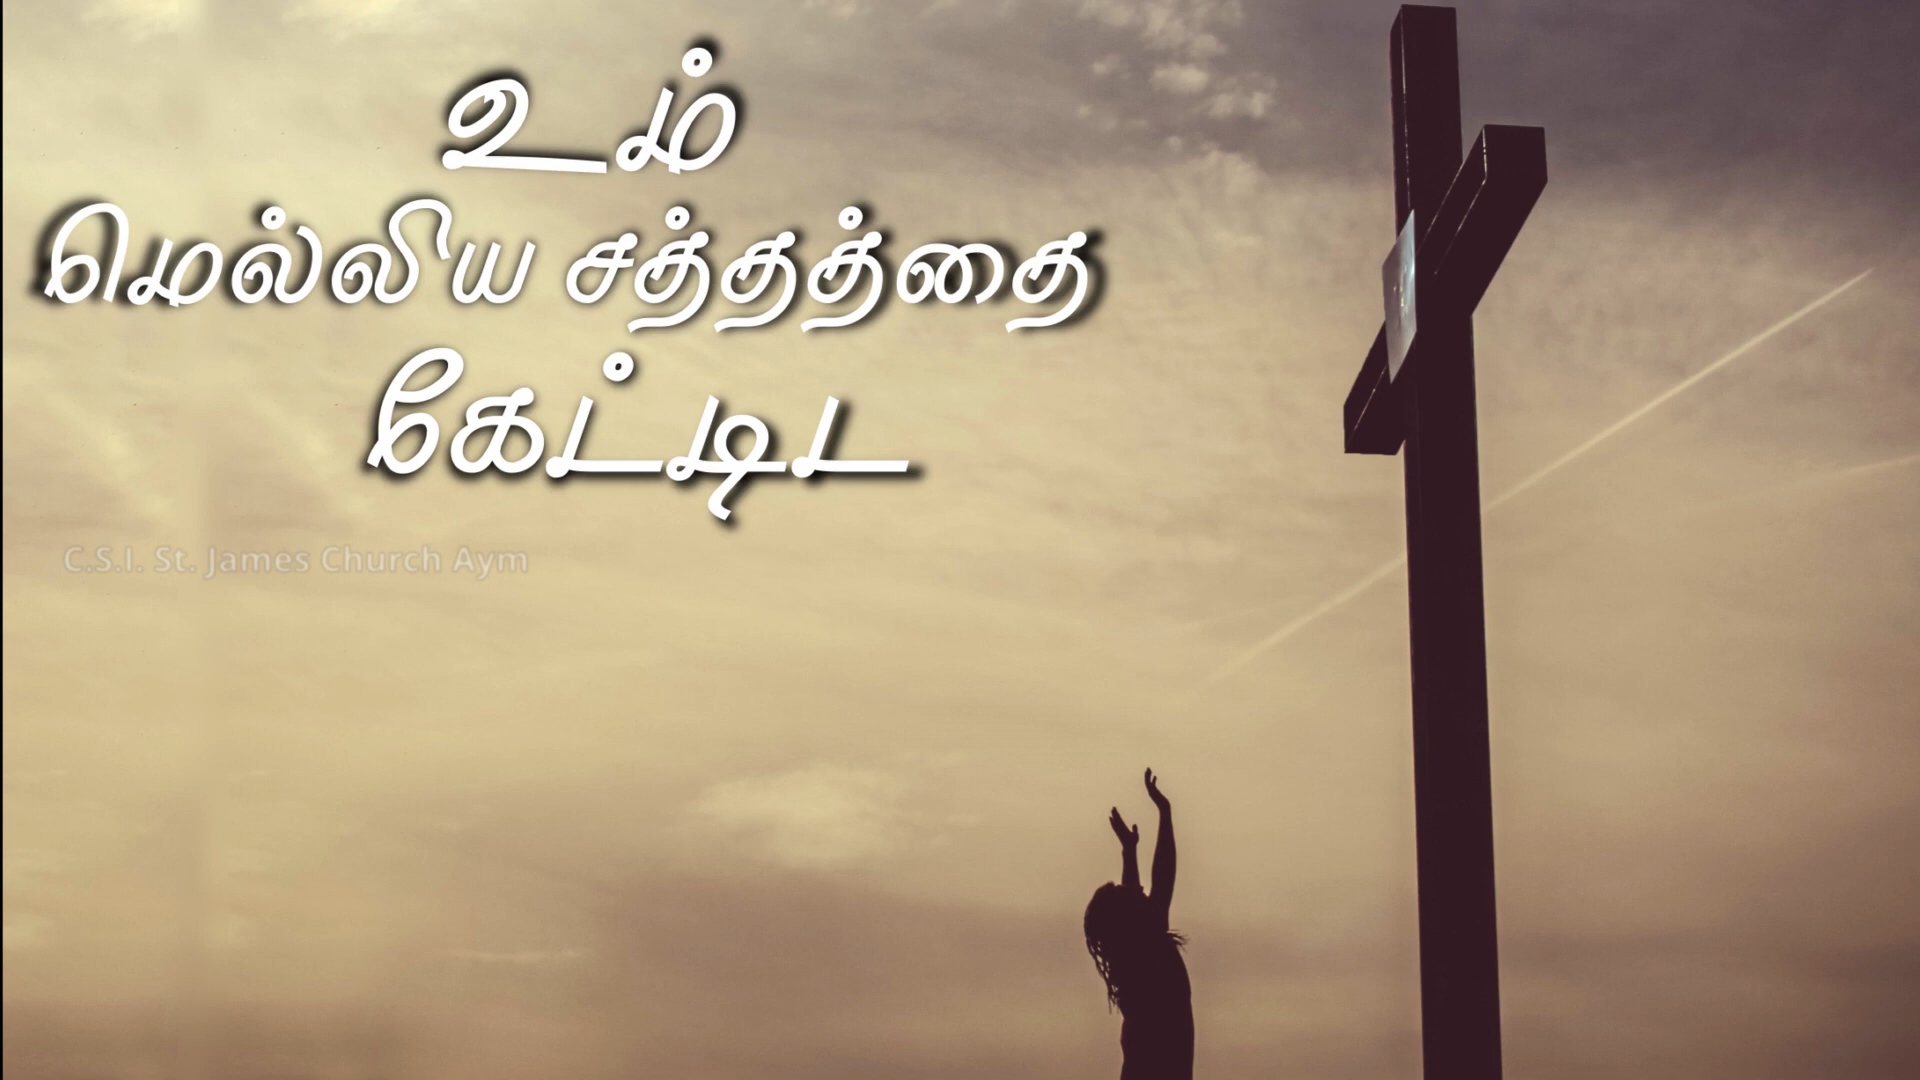 உம்
மெல்லிய சத்தத்தை
கேட்டிட
C.S.I. St. James Church Aym